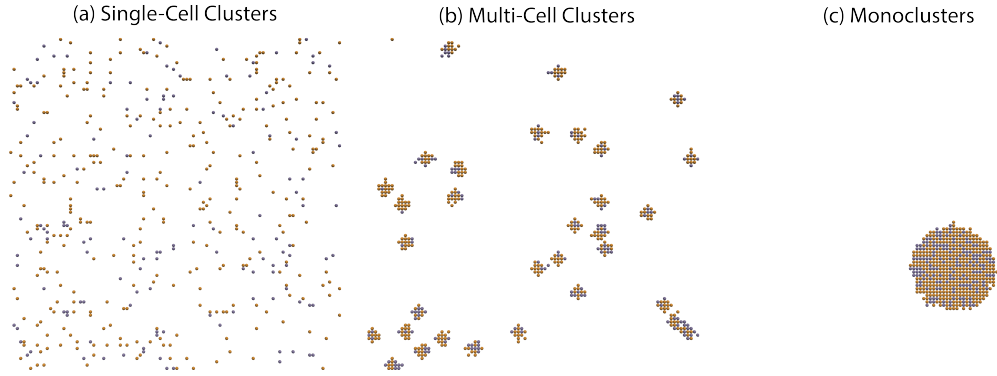 (a) Single-Cell Clusters
(b) Multi-Cell Clusters
(c) Monoclusters